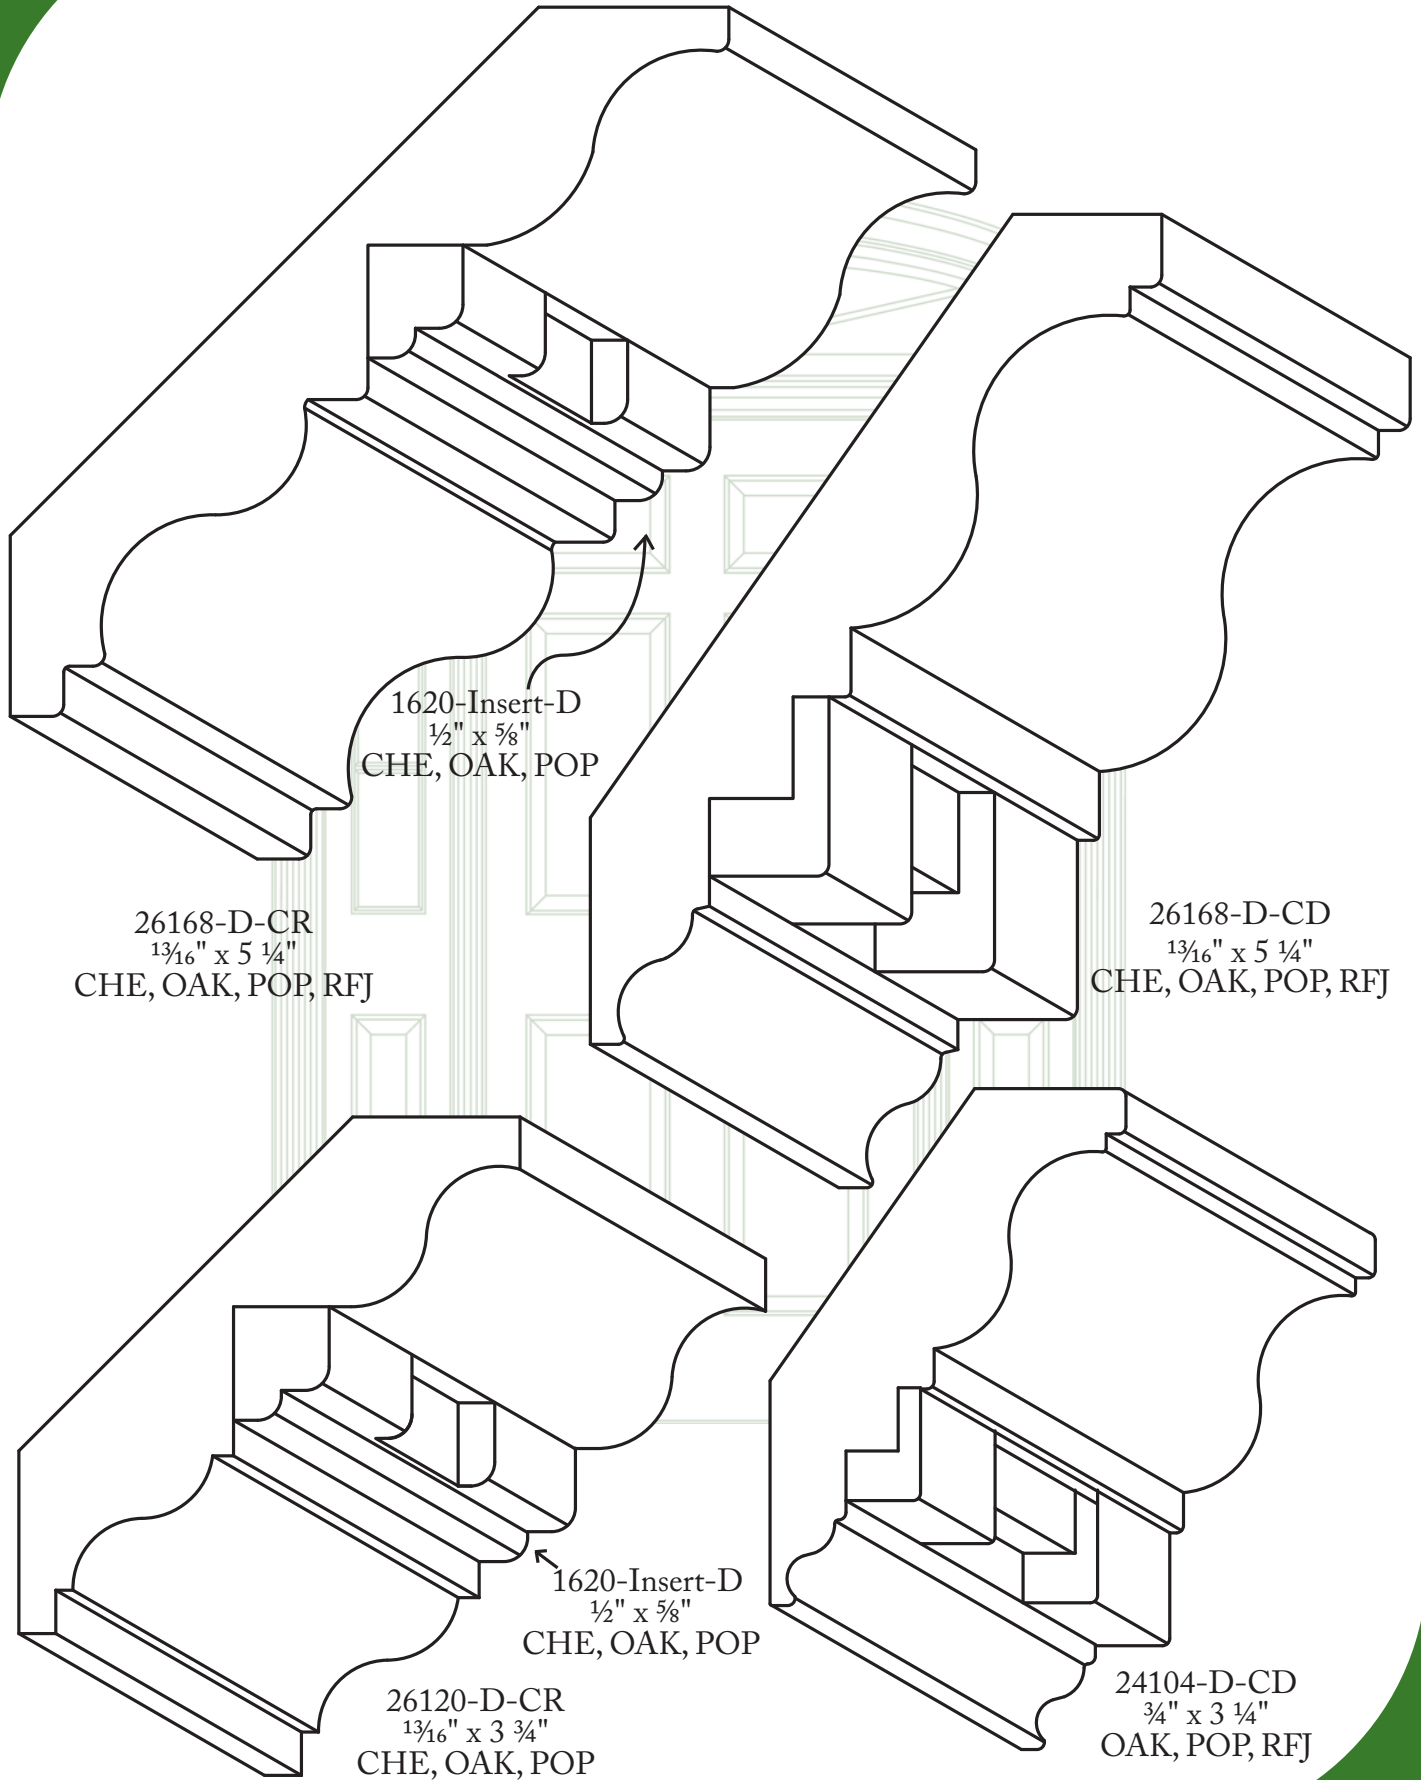 1620-Insert-D
½" x ⅝"
CHE, OAK, POP
26168-D-CR
¹³⁄₁₆" x 5 ¼"
CHE, OAK, POP, RFJ
26168-D-CD
¹³⁄₁₆" x 5 ¼"
CHE, OAK, POP, RFJ
1620-Insert-D
½" x ⅝"
CHE, OAK, POP
26120-D-CR
¹³⁄₁₆" x 3 ¾"
CHE, OAK, POP
24104-D-CD
¾" x 3 ¼"
OAK, POP, RFJ